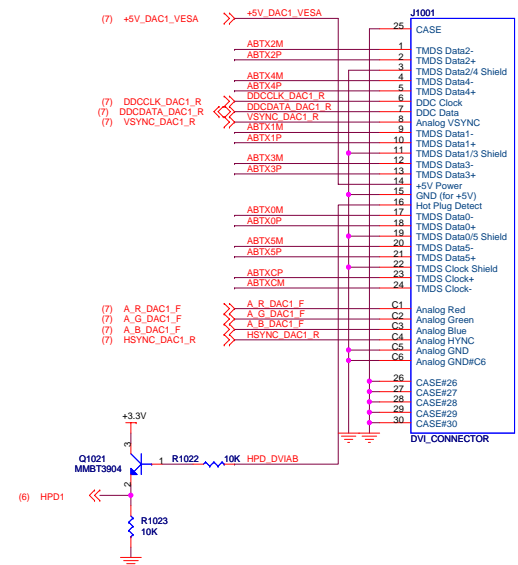 J1001
(7) +5V_DAC1_VESA +5V_DAC1_VESA
25 CASE
ABTX2M 1 TMDS Data2-
ABTX2P 2 TMDS Data2+
3 TMDS Data2/4 Shield
ABTX4M 4 TMDS Data4-
ABTX4P 5 TMDS Data4+
(7) DDCCLK_DAC1_R DDCCLK_DAC1_R 6 DDC Clock
(7) DDCDATA_DAC1_R DDCDATA_DAC1_R 7 DDC Data
(7) VSYNC_DAC1_R VSYNC_DAC1_R 8 Analog VSYNC
ABTX1M 9 TMDS Data1-
ABTX1P 10 TMDS Data1+
11 TMDS Data1/3 Shield
ABTX3M 12 TMDS Data3-
ABTX3P 13 TMDS Data3+
14 +5V Power
15 GND (for +5V)
16 Hot Plug Detect
ABTX0M 17 TMDS Data0-
ABTX0P 18 TMDS Data0+
19 TMDS Data0/5 Shield
ABTX5M 20 TMDS Data5-
ABTX5P 21 TMDS Data5+
22 TMDS Clock Shield
ABTXCP 23 TMDS Clock+
ABTXCM 24 TMDS Clock-
(7) A_R_DAC1_F A_R_DAC1_F C1 Analog Red
(7) A_G_DAC1_F A_G_DAC1_F C2 Analog Green
(7) A_B_DAC1_F A_B_DAC1_F C3 Analog Blue
(7) HSYNC_DAC1_R HSYNC_DAC1_R C4 Analog HYNC
C5 Analog GND
C6 Analog GND#C6
26 CASE#26
27 CASE#27
28 CASE#28
29 CASE#29
30 CASE#30
DVI_CONNECTOR
+3.3V
3
Q1021
MMBT3904
1 R1022 10K HPD_DVIAB
2
(6) HPD1
R1023
10K